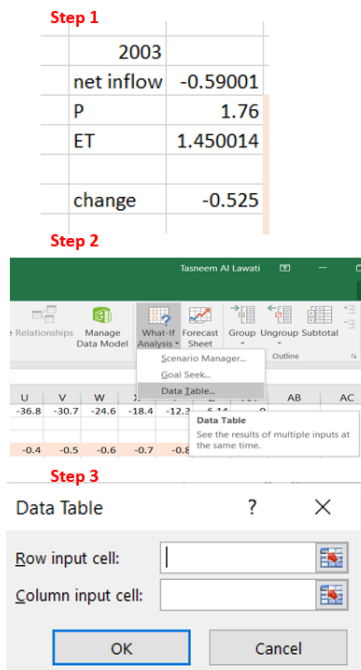 Step 1
2003
net inflow -0.59001
P 1.76
ET 1.450014
change -0.525
Step 2
Tasneem Al Lawati
Relationships Manage Data Model What-If Analysis Forecast Sheet Group Ungroup Subtotal
Outline
Scenario Manager...
Goal Seek...
Data Table...
U V W AB AC
-36.8 -30.7 -24.6 -18.4 -12.3
Data Table
See the results of multiple inputs at
the same time.
-0.4 -0.5 -0.6 -0.7
Step 3
Data Table ? X
Row input cell:
Column input cell:
OK Cancel